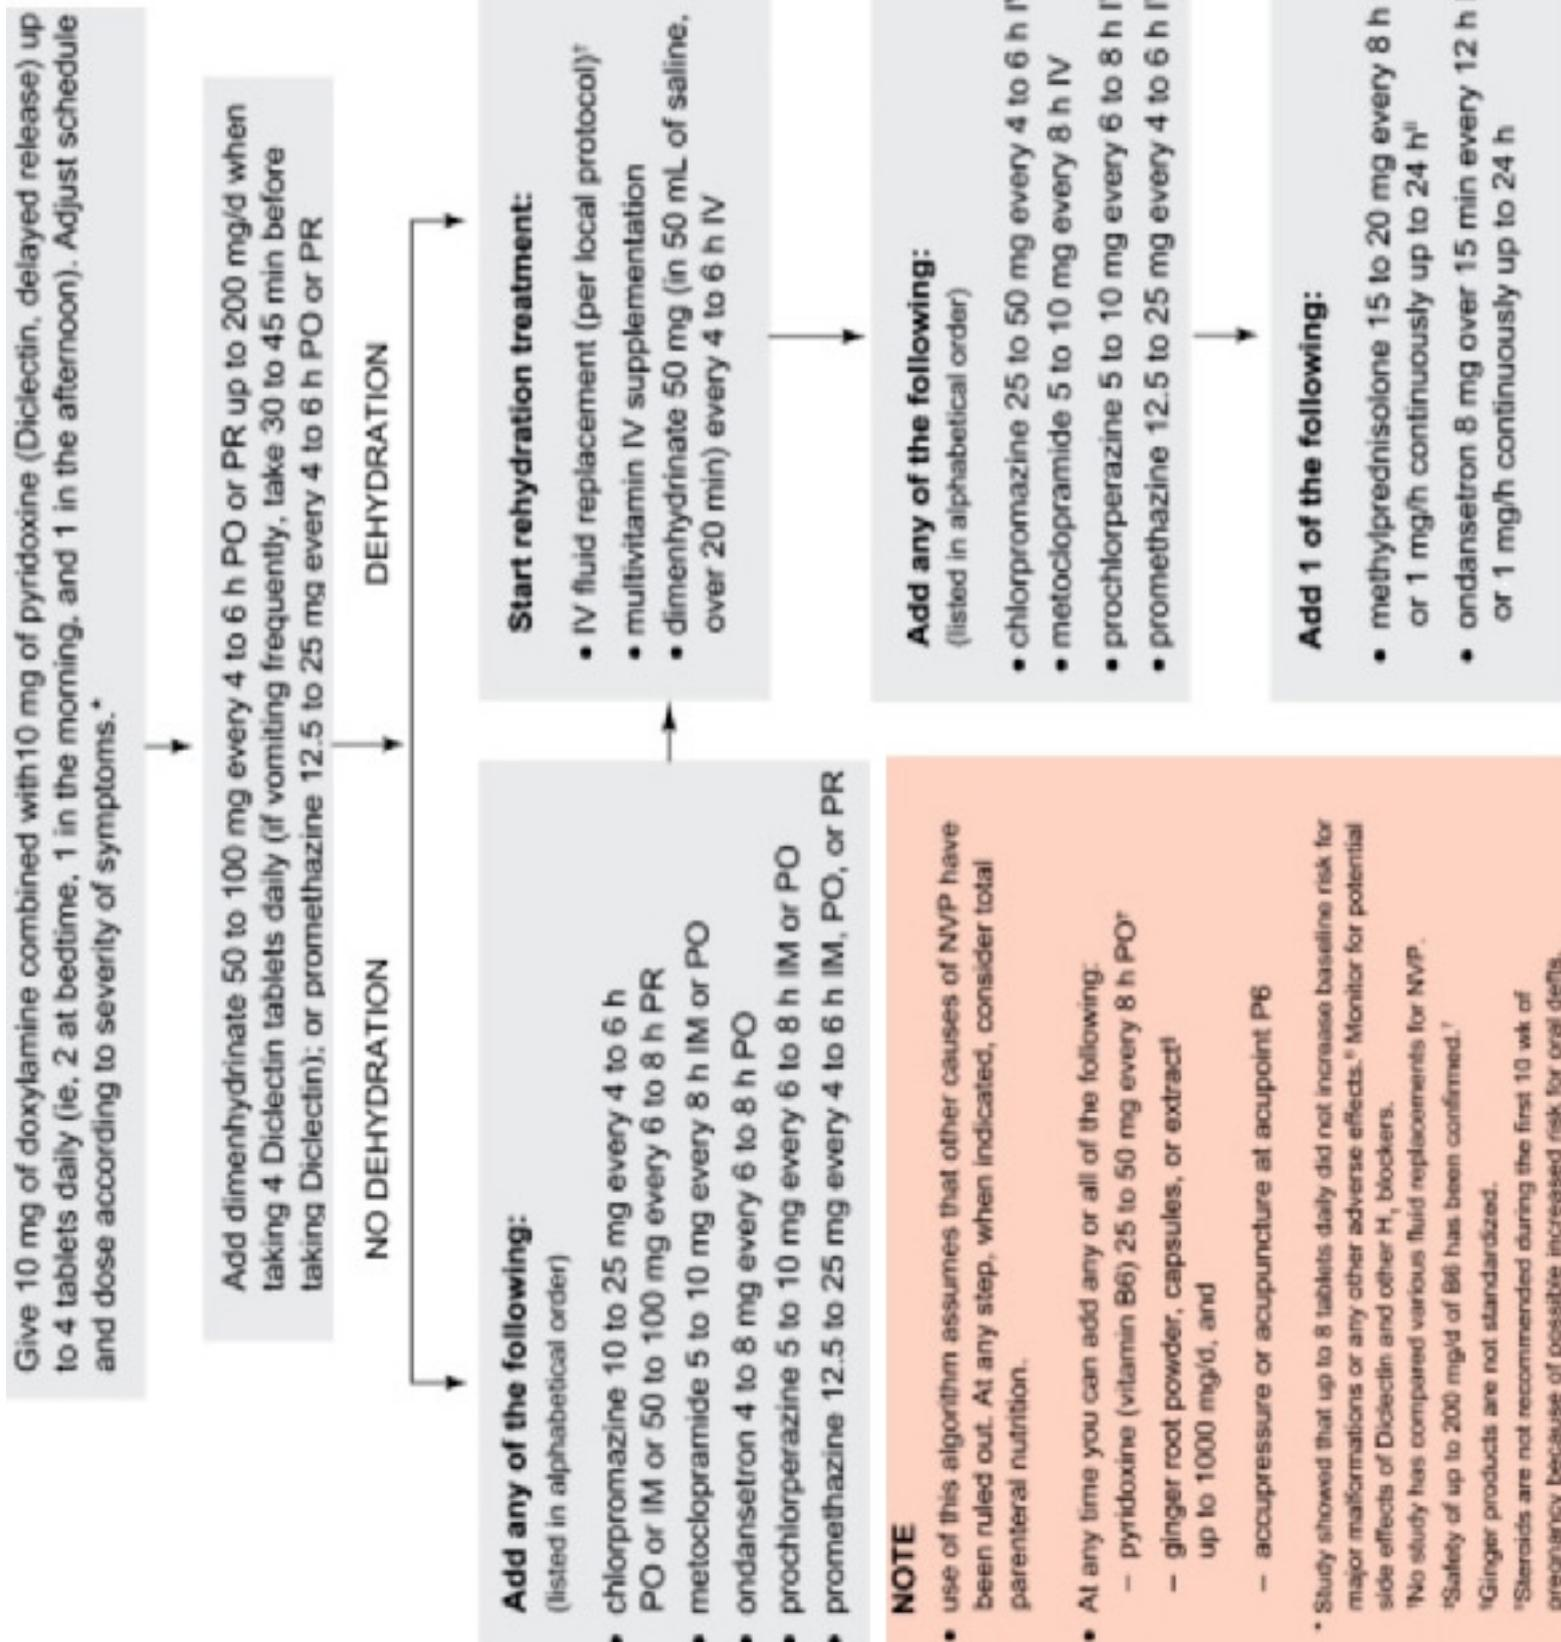 Give 10 mg of doxylamine combined with10 mg of pyridoxine (Diclectin, delayed release) up
to 4 tablets daily (ie, 2 at bedtime, 1 in the morning, and 1 in the afternoon). Adjust schedule
and dose according to severity of symptoms.*
Add dimenhydrinate 50 to 100 mg every 4 to 6 h PO or PR up to 200 mg/d when
taking 4 Diclectin tablets daily (if vomiting frequently, take 30 to 45 min before
taking Diclectin); or promethazine 12.5 to 25 mg every 4 to 6 h PO or PR
NO DEHYDRATION
DEHYDRATION
Add any of the following:
(listed in alphabetical order)
• chlorpromazine 10 to 25 mg every 4 to 6 h
PO or IM or 50 to 100 mg every 6 to 8 h PR
• metoclopramide 5 to 10 mg every 8 h IM or PO
• ondansetron 4 to 8 mg every 6 to 8 h PO
• prochlorperazine 5 to 10 mg every 6 to 8 h IM or PO
• promethazine 12.5 to 25 mg every 4 to 6 h IM, PO, or PR
Start rehydration treatment:
• IV fluid replacement (per local protocol)†
• multivitamin IV supplementation
• dimenhydrinate 50 mg (in 50 mL of saline,
over 20 min) every 4 to 6 h IV
Add any of the following:
(listed in alphabetical order)
• chlorpromazine 25 to 50 mg every 4 to 6 h
• metoclopramide 5 to 10 mg every 8 h IV
• prochlorperazine 5 to 10 mg every 6 to 8 h
• promethazine 12.5 to 25 mg every 4 to 6 h
Add 1 of the following:
• methylprednisolone 15 to 20 mg every 8 h
or 1 mg/h continuously up to 24 h
• ondansetron 8 mg over 15 min every 12 h
or 1 mg/h continuously up to 24 h
NOTE
• use of this algorithm assumes that other causes of NVP have
been ruled out. At any step, when indicated, consider total
parenteral nutrition.
• At any time you can add any or all of the following:
– pyridoxine (vitamin B6) 25 to 50 mg every 8 h PO
– ginger root powder, capsules, or extract
up to 1000 mg/d, and
– accupressure or acupuncture at acupoint P6
* Study showed that up to 8 tablets daily did not increase baseline risk for
major malformations or any other adverse effects. Monitor for potential
side effects of Diclectin and other H₁ blockers.
No study has compared various fluid replacements for NVP.
Safety of up to 200 mg/d of B6 has been confirmed.
Ginger products are not standardized.
Steroids are not recommended during the first 10 wk of
pregnancy because of possible increased risk for oral clefts.